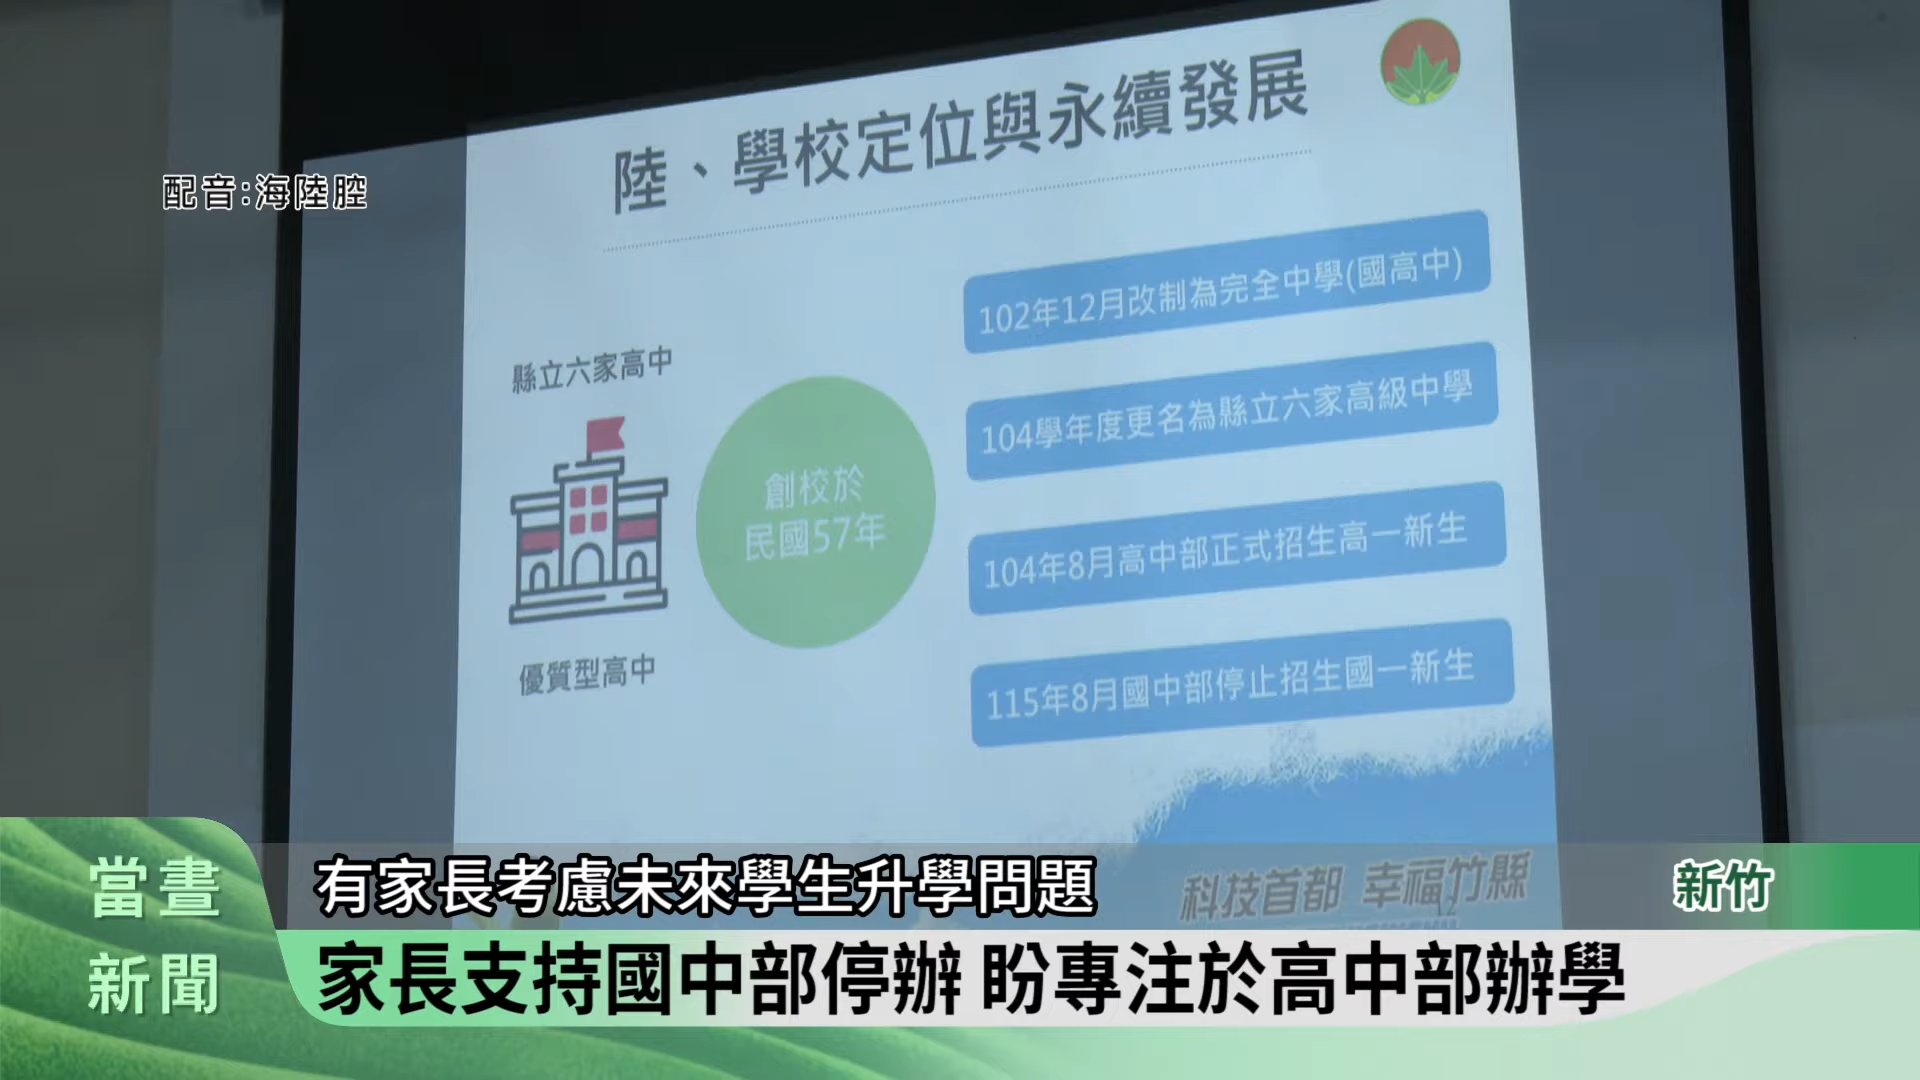 陸、學校定位與永續發展
配音:海陸腔
縣立六家高中
創校於
民國57年
優質型高中
102年12月改制為完全中學(國高中)
104學年度更名為縣立六家高級中學
104年8月高中部正式招生高一新生
115年8月國中部停止招生國一新生
科技首都 幸福竹縣
12
當晝
新聞
有家長考慮未來學生升學問題
新竹
家長支持國中部停辦 盼專注於高中部辦學